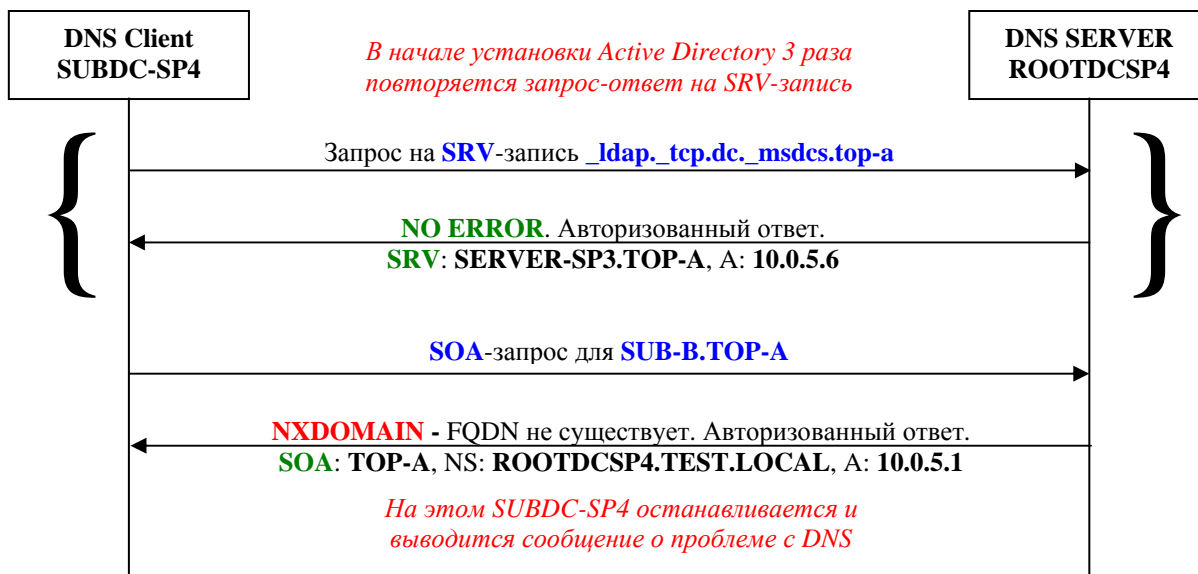 DNS Client
SUBDC-SP4
В начале установки Active Directory 3 раза
повторяется запрос-ответ на SRV-запись
DNS SERVER
ROOTDCSP4
Запрос на SRV-запись _ldap._tcp.dc._msdcs.top-a
NO ERROR. Авторизованный ответ.
SRV: SERVER-SP3.TOP-A, A: 10.0.5.6
SOA-запрос для SUB-B.TOP-A
NXDOMAIN - FQDN не существует. Авторизованный ответ.
SOA: TOP-A, NS: ROOTDCSP4.TEST.LOCAL, A: 10.0.5.1
На этом SUBDC-SP4 останавливается и
выводится сообщение о проблеме с DNS